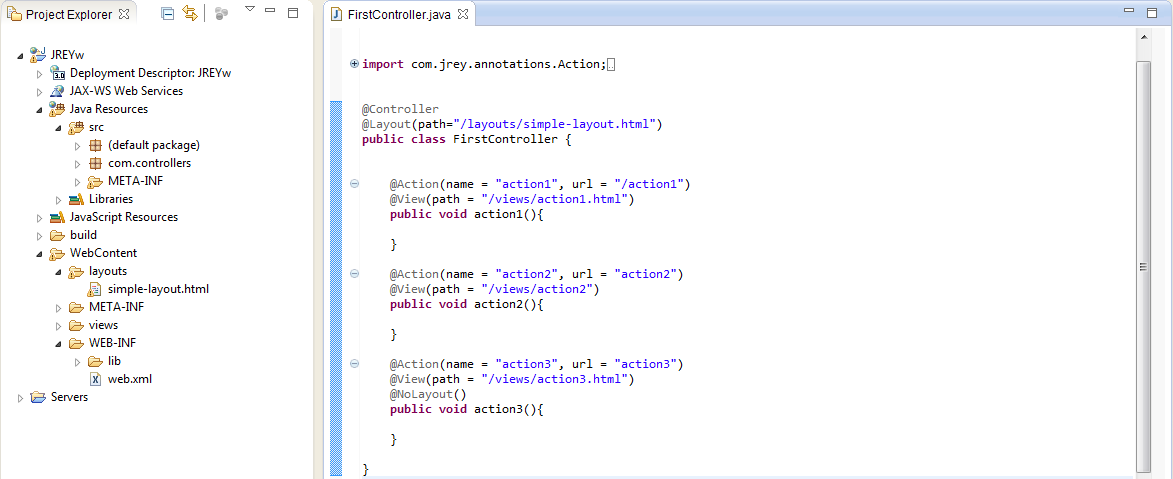 Project Explorer
JREYw
3.0 Deployment Descriptor: JREYw
JAX-WS Web Services
Java Resources
src
(default package)
com.controllers
META-INF
Libraries
JavaScript Resources
build
WebContent
layouts
simple-layout.html
META-INF
views
WEB-INF
lib
web.xml
Servers
FirstController.java
import com.jrey.annotations.Action;
@Controller
@Layout(path="/layouts/simple-layout.html")
public class FirstController {
@Action(name = "action1", url = "/action1")
@View(path = "/views/action1.html")
public void action1(){
}
@Action(name = "action2", url = "action2")
@View(path = "/views/action2")
public void action2(){
}
@Action(name = "action3", url = "action3")
@View(path = "/views/action3.html")
@NoLayout()
public void action3(){
}
}